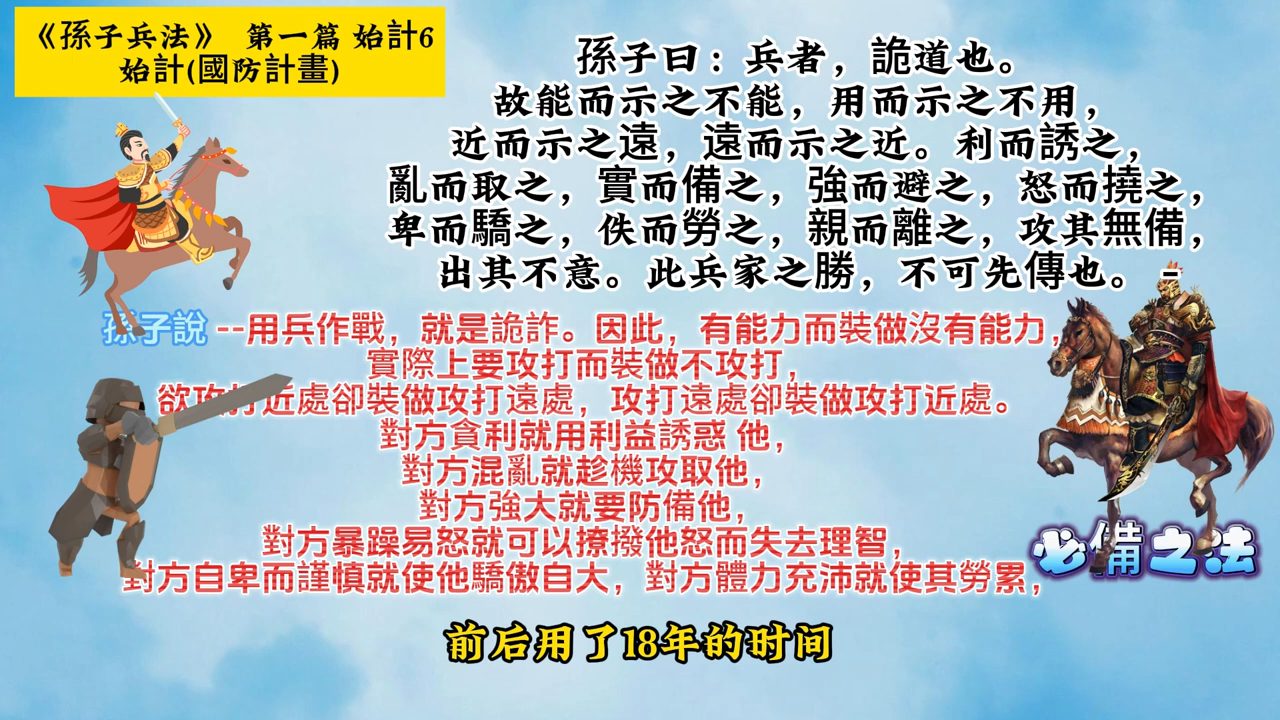 《孫子兵法》 第一篇 始計6
始計(國防計畫)
孫子曰：兵者，詭道也。
故能而示之不能，用而示之不用，
近而示之遠，遠而示之近。利而誘之，
亂而取之，實而備之，強而避之，怒而撓之，
卑而驕之，佚而勞之，親而離之，攻其無備，
出其不意。此兵家之勝，不可先傳也。 -
孫子說 --用兵作戰，就是詭詐。因此，有能力而裝做沒有能力，
實際上要攻打而裝做不攻打，
欲攻打近處卻裝做攻打遠處，攻打遠處卻裝做攻打近處。
對方貪利就用利益誘惑 他，
對方混亂就趁機攻取他，
對方強大就要防備他，
對方暴躁易怒就可以撩撥他怒而失去理智，
對方自卑而謹慎就使他驕傲自大，對方體力充沛就使其勞累，
必備之法
前后用了18年的时间